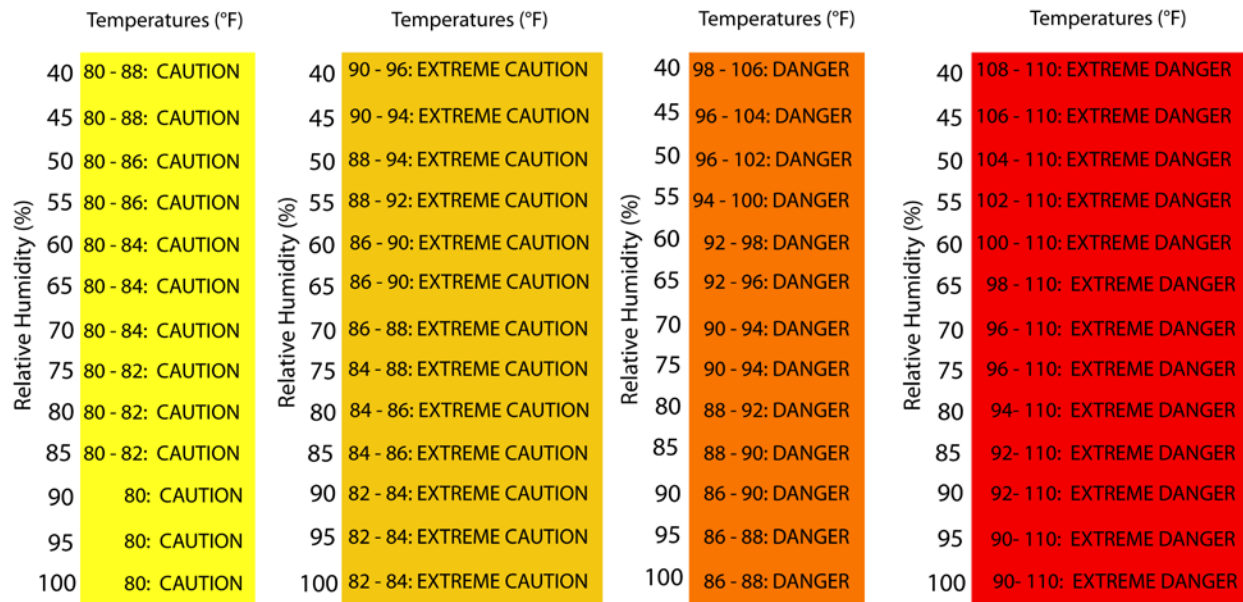 Temperatures (°F)
Relative Humidity (%)
40 80 - 88: CAUTION
45 80 - 88: CAUTION
50 80 - 86: CAUTION
55 80 - 86: CAUTION
60 80 - 84: CAUTION
65 80 - 84: CAUTION
70 80 - 84: CAUTION
75 80 - 82: CAUTION
80 80 - 82: CAUTION
85 80 - 82: CAUTION
90 80: CAUTION
95 80: CAUTION
100 80: CAUTION
Temperatures (°F)
Relative Humidity (%)
40 90 - 96: EXTREME CAUTION
45 90 - 94: EXTREME CAUTION
50 88 - 94: EXTREME CAUTION
55 88 - 92: EXTREME CAUTION
60 86 - 90: EXTREME CAUTION
65 86 - 90: EXTREME CAUTION
70 86 - 88: EXTREME CAUTION
75 84 - 88: EXTREME CAUTION
80 84 - 86: EXTREME CAUTION
85 84 - 86: EXTREME CAUTION
90 82 - 84: EXTREME CAUTION
95 82 - 84: EXTREME CAUTION
100 82 - 84: EXTREME CAUTION
Temperatures (°F)
Relative Humidity (%)
40 98 - 106: DANGER
45 96 - 104: DANGER
50 96 - 102: DANGER
55 94 - 100: DANGER
60 92 - 98: DANGER
65 92 - 96: DANGER
70 90 - 94: DANGER
75 90 - 94: DANGER
80 88 - 92: DANGER
85 88 - 90: DANGER
90 86 - 90: DANGER
95 86 - 88: DANGER
100 86 - 88: DANGER
Temperatures (°F)
Relative Humidity (%)
40 108 - 110: EXTREME DANGER
45 106 - 110: EXTREME DANGER
50 104 - 110: EXTREME DANGER
55 102 - 110: EXTREME DANGER
60 100 - 110: EXTREME DANGER
65 98 - 110: EXTREME DANGER
70 96 - 110: EXTREME DANGER
75 96 - 110: EXTREME DANGER
80 94- 110: EXTREME DANGER
85 92- 110: EXTREME DANGER
90 92- 110: EXTREME DANGER
95 90- 110: EXTREME DANGER
100 90- 110: EXTREME DANGER